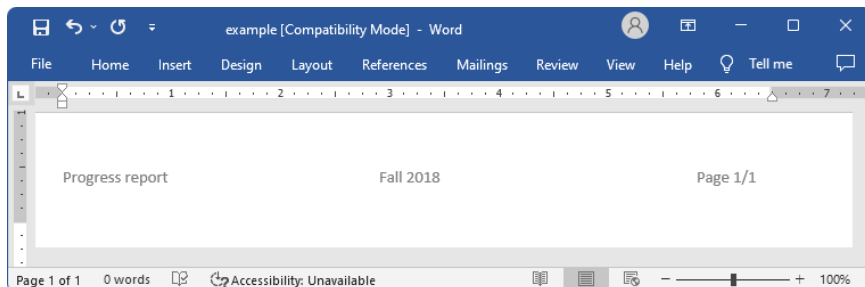 example [Compatibility Mode] - Word
File Home Insert Design Layout References Mailings Review View Help Tell me
L 1 2 3 4 5 6 7
1
Progress report Fall 2018 Page 1/1
Page 1 of 1 0 words Accessibility: Unavailable 100%